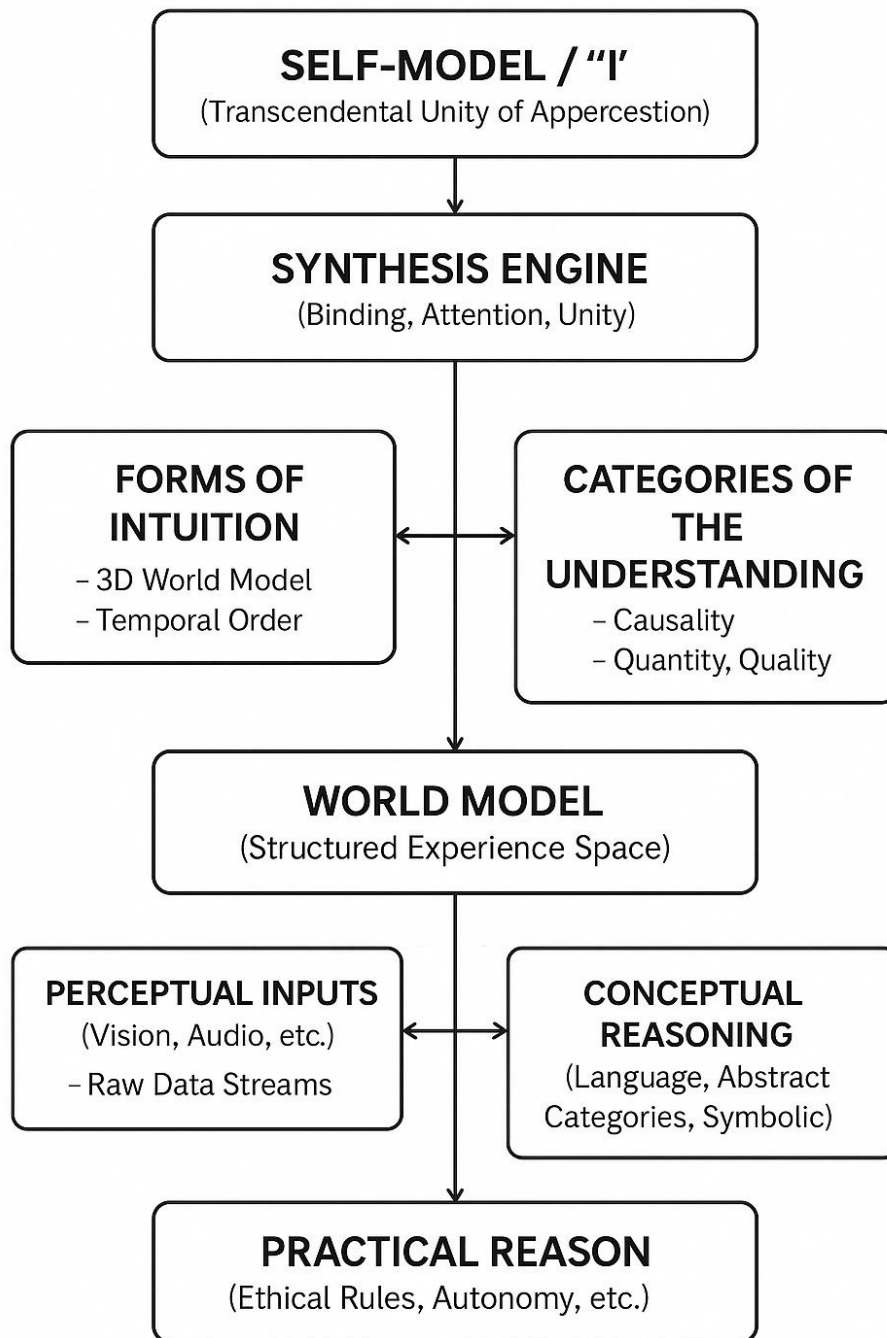 SELF-MODEL / “I’
(Transcendental Unity of Appercestion)
SYNTHESIS ENGINE
(Binding, Attention, Unity)
FORMS OF
INTUITION
– 3D World Model
– Temporal Order
CATEGORIES OF
THE
UNDERSTANDING
– Causality
– Quantity, Quality
WORLD MODEL
(Structured Experience Space)
PERCEPTUAL INPUTS
(Vision, Audio, etc.)
– Raw Data Streams
CONCEPTUAL
REASONING
(Language, Abstract
Categories, Symbolic)
PRACTICAL REASON
(Ethical Rules, Autonomy, etc.)